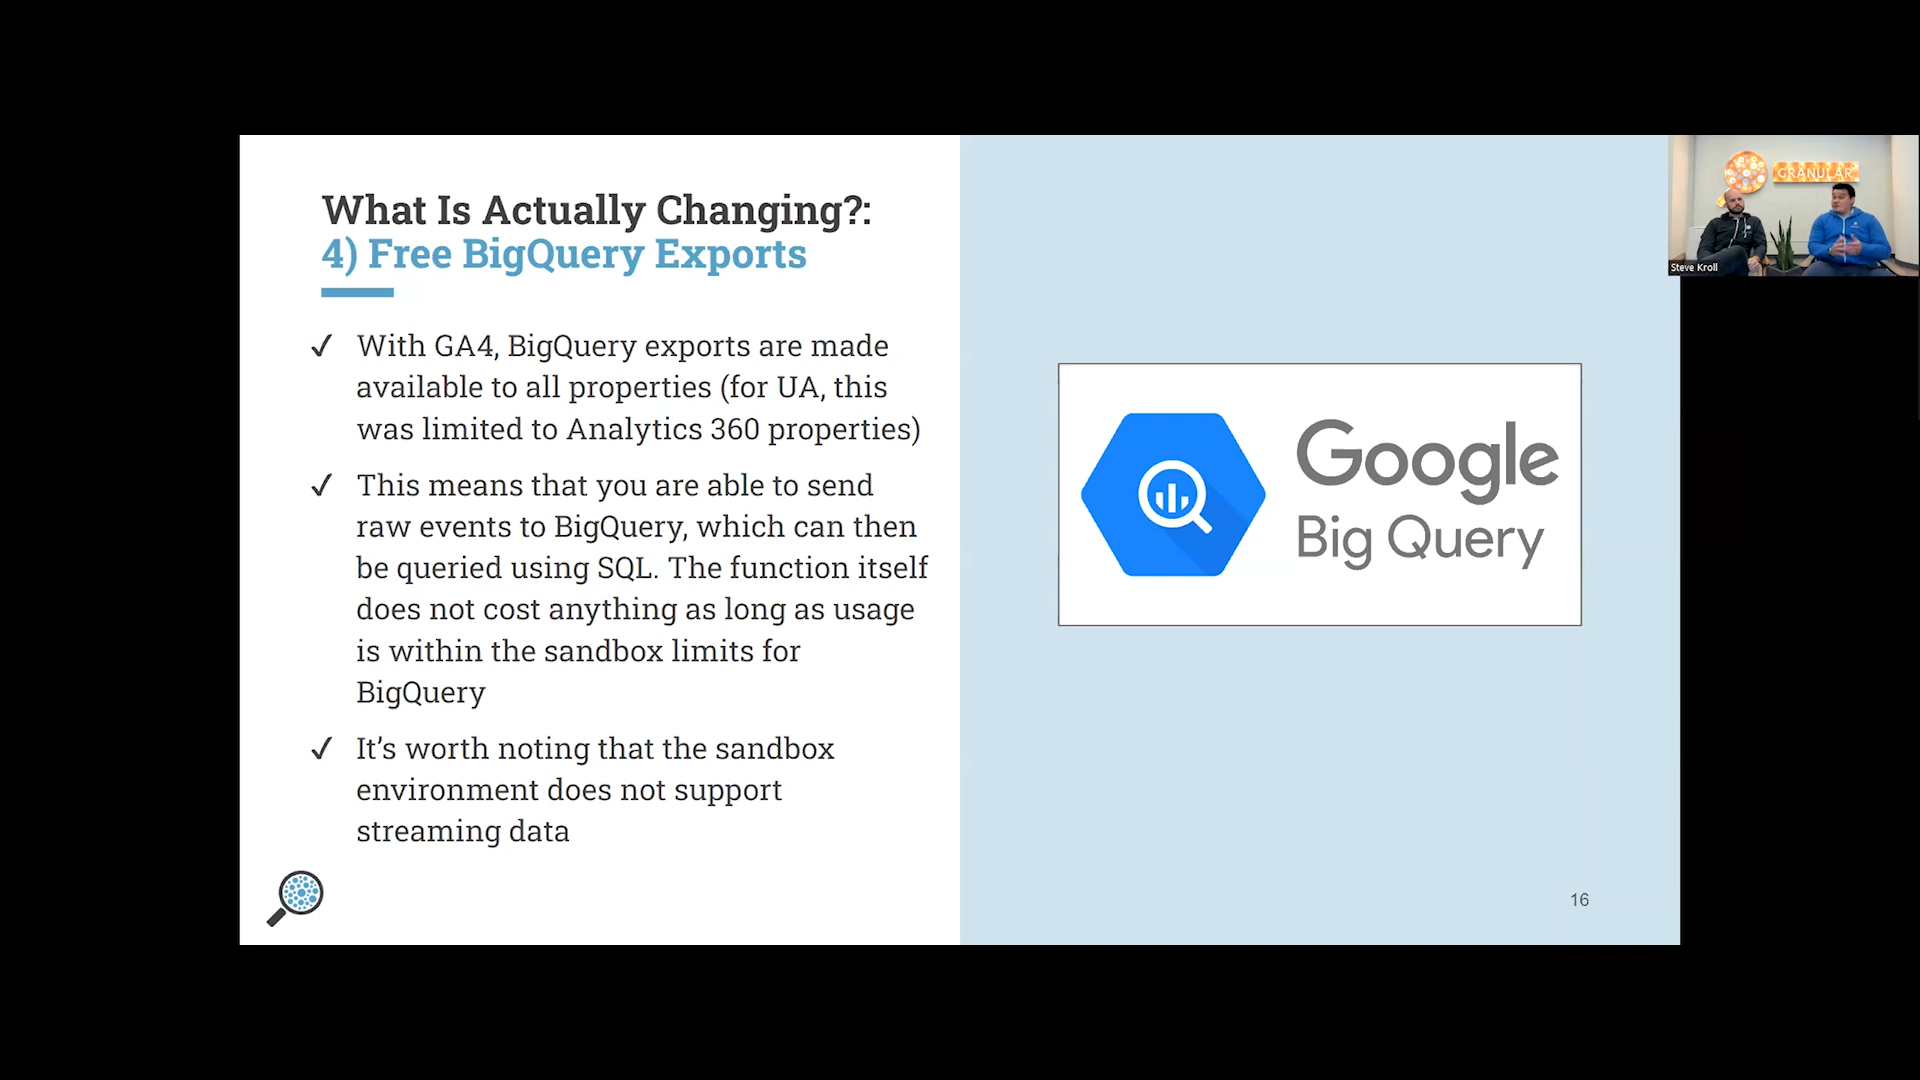 What Is Actually Changing?:
4) Free BigQuery Exports
✓ With GA4, BigQuery exports are made
available to all properties (for UA, this
was limited to Analytics 360 properties)
✓ This means that you are able to send
raw events to BigQuery, which can then
be queried using SQL. The function itself
does not cost anything as long as usage
is within the sandbox limits for
BigQuery
✓ It’s worth noting that the sandbox
environment does not support
streaming data
Google
Big Query
16
GRANULAR
Steve Kroll